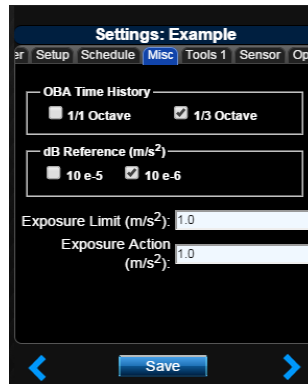 Settings: Example
er Setup Schedule Misc Tools 1 Sensor Op
OBA Time History
1/1 Octave 1/3 Octave
dB Reference (m/s²)
10 e-5 10 e-6
Exposure Limit (m/s²): 1.0
Exposure Action
(m/s²): 1.0
Save